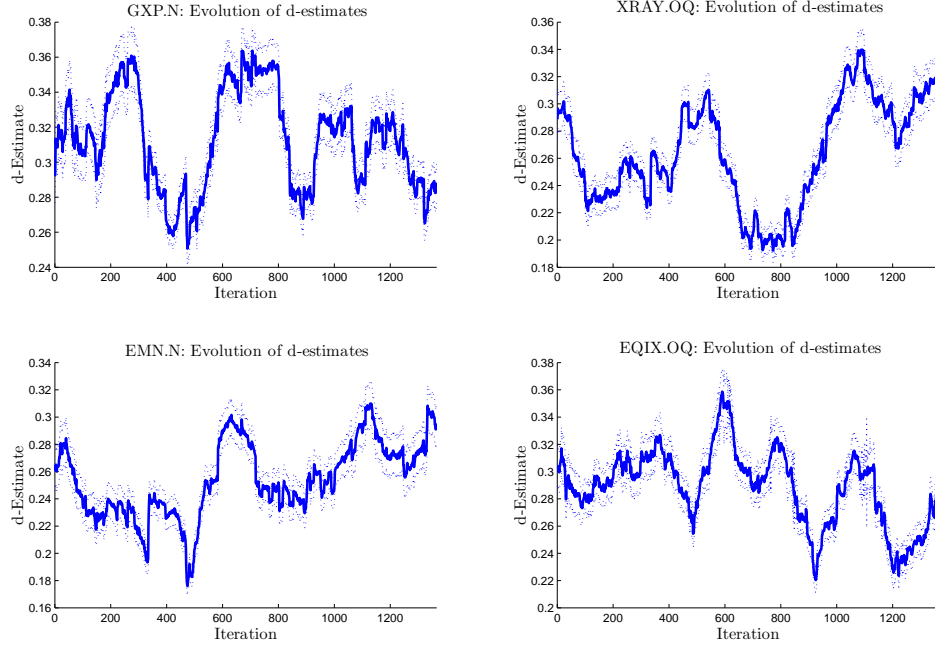 GXP.N: Evolution of d-estimates
0.38
0.36
0.34
0.32
0.3
0.28
0.26
0.24
d-Estimate
0 200 400 600 800 1000 1200
Iteration
XRAY.OQ: Evolution of d-estimates
0.36
0.34
0.32
0.3
0.28
0.26
0.24
0.22
0.2
0.18
d-Estimate
0 200 400 600 800 1000 1200
Iteration
EMN.N: Evolution of d-estimates
0.34
0.32
0.3
0.28
0.26
0.24
0.22
0.2
0.18
0.16
d-Estimate
0 200 400 600 800 1000 1200
Iteration
EQIX.OQ: Evolution of d-estimates
0.38
0.36
0.34
0.32
0.3
0.28
0.26
0.24
0.22
0.2
d-Estimate
0 200 400 600 800 1000 1200
Iteration